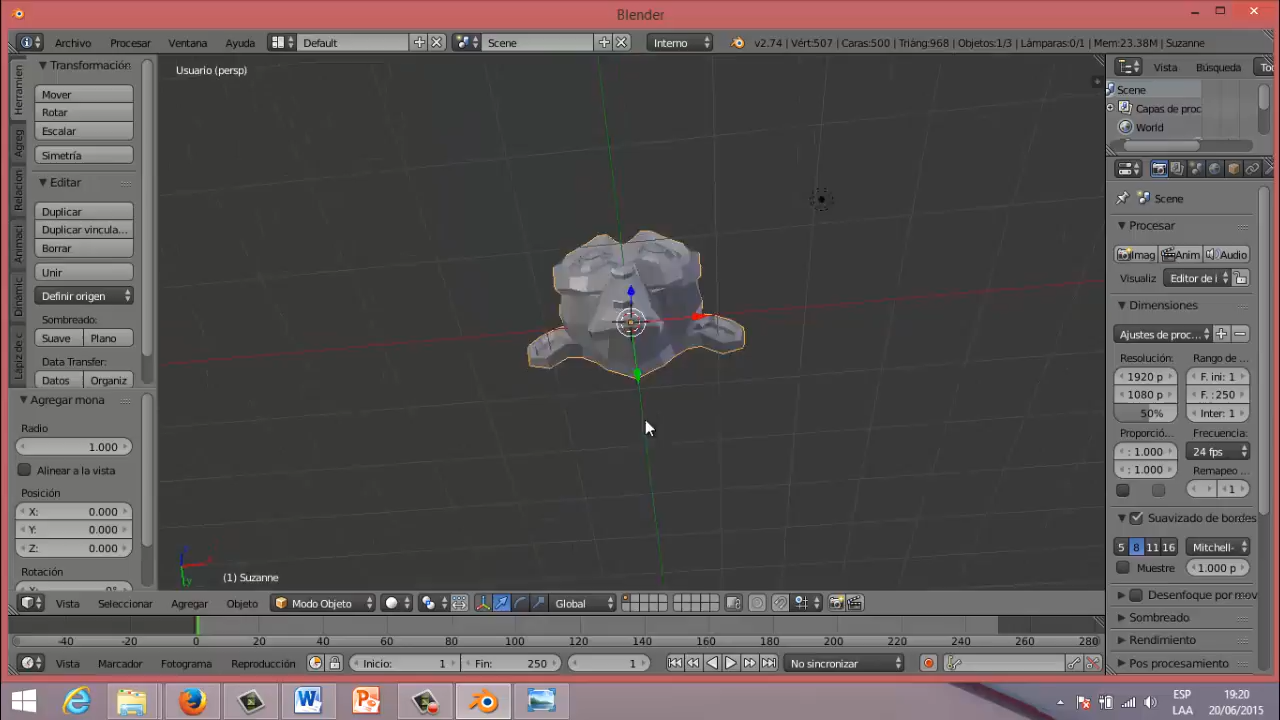 Blender
Archivo Procesar Ventana Ayuda Default Scene Interno v2.74 | Vért:507 | Caras:500 | Triáng:968 | Objetos:1/3 | Lámparas:0/1 | Mem:23.38M | Suzanne
Transformación
Mover
Rotar
Escalar
Simetría
Editar
Duplicar
Duplicar vincula...
Borrar
Unir
Definir origen
Sombreado:
Suave Plano
Data Transfer:
Datos Organiz
Herramien
Agreg
Relacion
Animaci
Dinamic
Lapiz de c
Agregar mona
Radio
1.000
Alinear a la vista
Posición
X: 0.000
Y: 0.000
Z: 0.000
Rotación
Usuario (persp)
(1) Suzanne
Vista Seleccionar Agregar Objeto Modo Objeto Global
-40 -20 0 20 40 60 80 100 120 140 160 180 200 220 240 260 280
Vista Marcador Fotograma Reproducción Inicio: 1 Fin: 250 1 No sincronizar
Vista Búsqueda To
Scene
Capas de proc
World
Scene
Procesar
Imag Anim Audio
Visualiz Editor de i
Dimensiones
Ajustes de proc...
Resolución: Rango de ...
1920 p F. ini: 1
1080 p F. :250
50% Inter: 1
Proporció... Frecuencia:
: 1.000 24 fps
: 1.000 Remapeo ...
1
Suavizado de bordes
5 8 11 16 Mitchell-
Muestre 1.000 p
Desenfoque por mov
Sombreado
Rendimiento
Pos procesamiento
ESP 19:20
LAA 20/06/2015